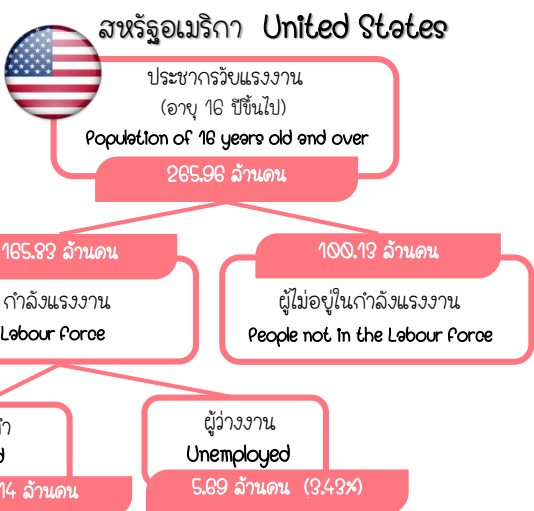 สหรัฐอเมริกา United States
ประชากรวัยแรงงาน
(อายุ 16 ปีขึ้นไป)
Population of 16 years old and over
265.96 ล้านคน
165.83 ล้านคน
100.13 ล้านคน
กำลังแรงงาน
ผู้ไม่อยู่ในกำลังแรงงาน
Labour Force
People not in the Labour Force
ผู้ว่างงาน
Unemployed
14 ล้านคน
5.69 ล้านคน (3.43%)